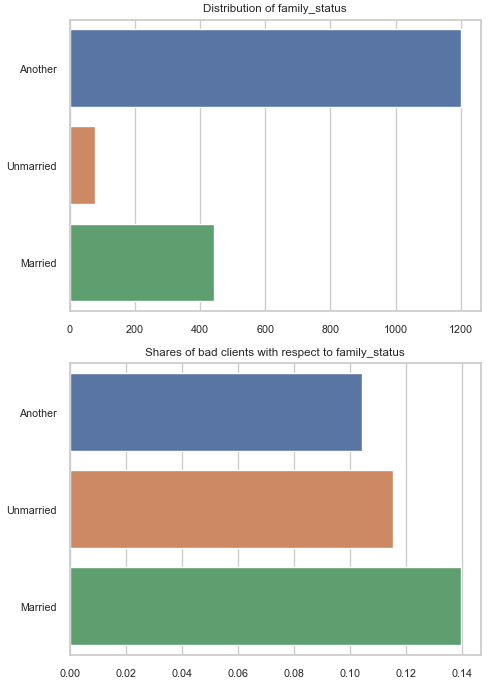 Distribution of family_status
Another
Unmarried
Married
0 200 400 600 800 1000 1200
Shares of bad clients with respect to family_status
Another
Unmarried
Married
0.00 0.02 0.04 0.06 0.08 0.10 0.12 0.14